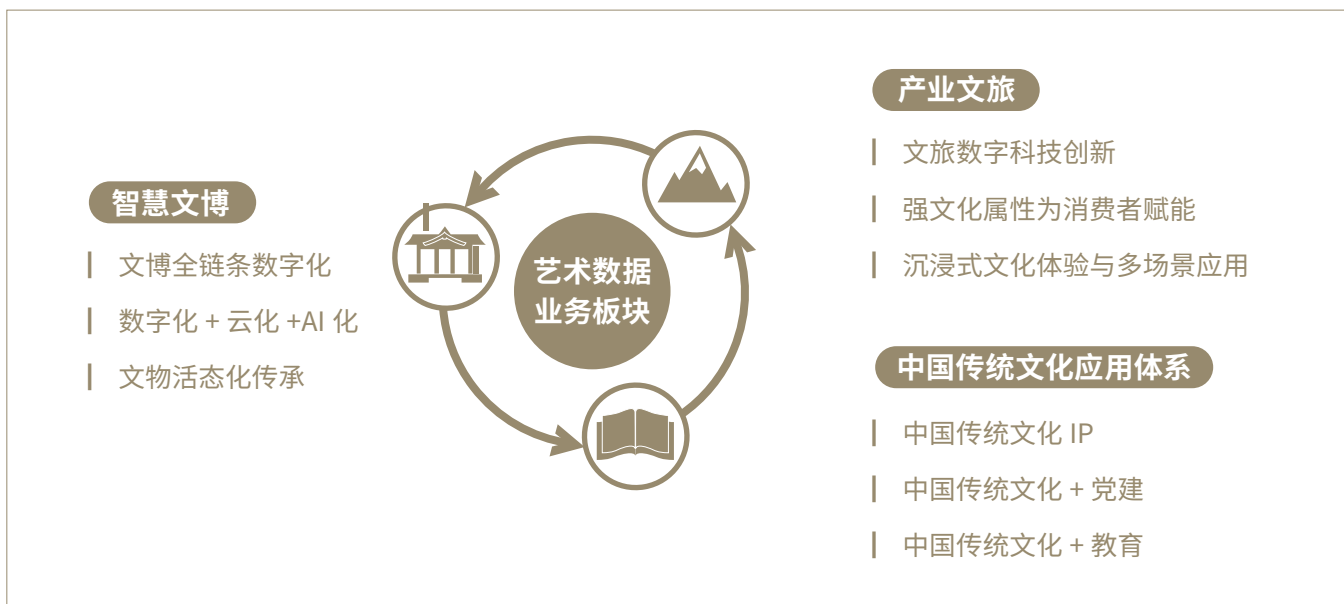 智慧文博
文博全链条数字化
数字化 + 云化 +AI 化
文物活态化传承
艺术数据
业务板块
产业文旅
文旅数字科技创新
强文化属性为消费者赋能
沉浸式文化体验与多场景应用
中国传统文化应用体系
中国传统文化 IP
中国传统文化 + 党建
中国传统文化 + 教育